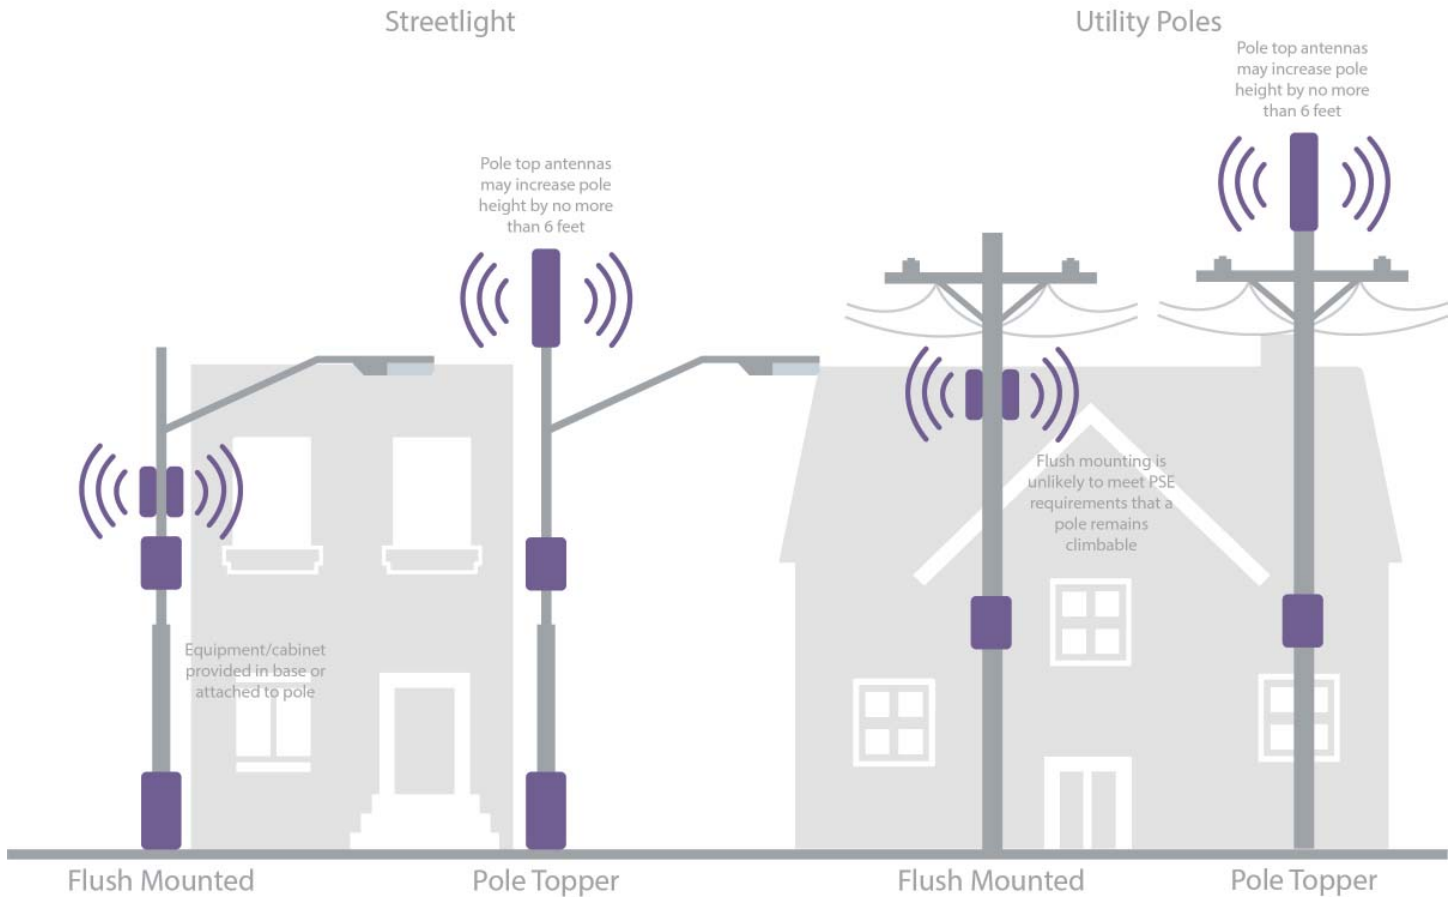 Streetlight
Utility Poles
Pole top antennas
may increase pole
height by no more
than 6 feet
Pole top antennas
may increase pole
height by no more
than 6 feet
Flush mounting is
unlikely to meet PSE
requirements that a
pole remains
climbable
Equipment/cabinet
provided in base or
attached to pole
Flush Mounted
Pole Topper
Flush Mounted
Pole Topper